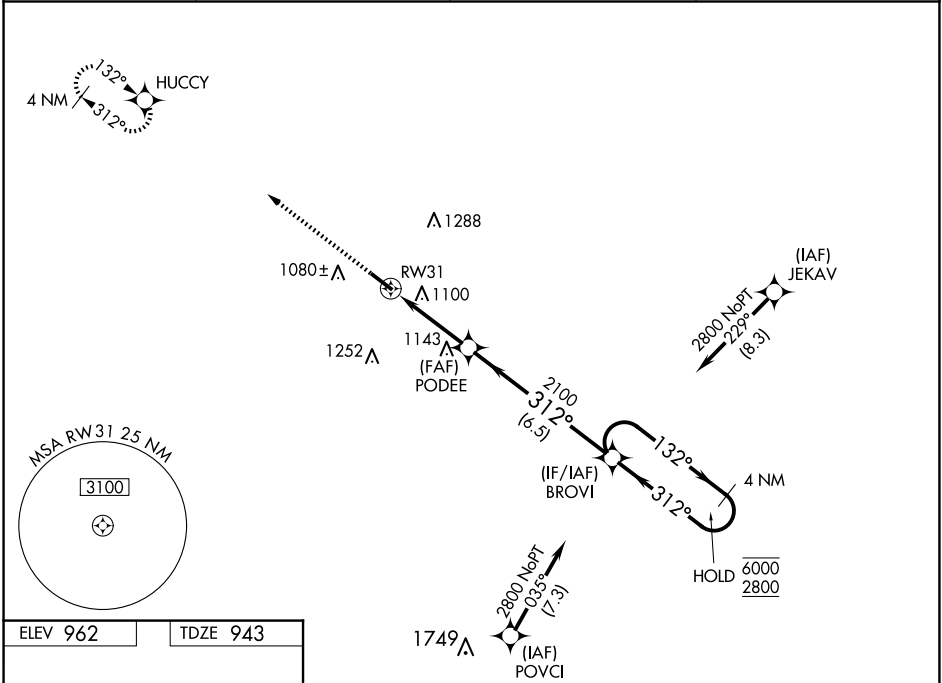 132°
HUCCY
4 NM
312°
1288
1080±
RW31
1100
(IAF)
JEKAV
2800 NoPT
229°
(8.3)
1143
1252
(FAF)
PODEE
2100
312°
(6.5)
132°
4 NM
(IF/IAF)
BROVI
312°
MSA RW31 25 NM
3100
HOLD
6000
2800
2800 NoPT
035°
(7.3)
1749
(IAF)
POVCI
ELEV 962
TDZE 943